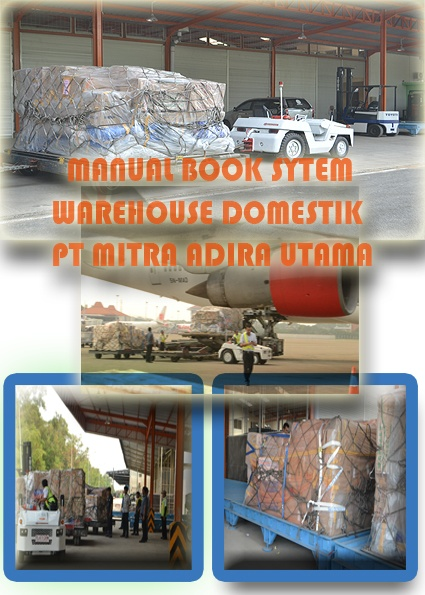 MANUAL BOOK SYTEM
WAREHOUSE DOMESTIK
PT MITRA ADIRA UTAMA